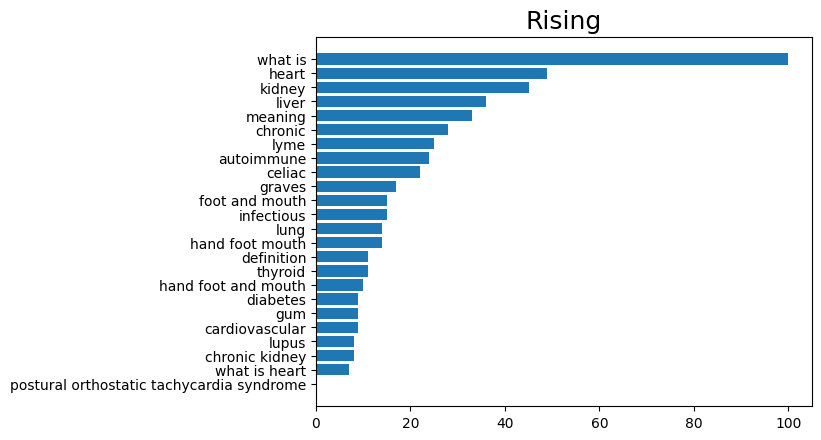 Rising
what is
heart
kidney
liver
meaning
chronic
lyme
autoimmune
celiac
graves
foot and mouth
infectious
lung
hand foot mouth
definition
thyroid
hand foot and mouth
diabetes
gum
cardiovascular
lupus
chronic kidney
what is heart
postural orthostatic tachycardia syndrome
0 20 40 60 80 100